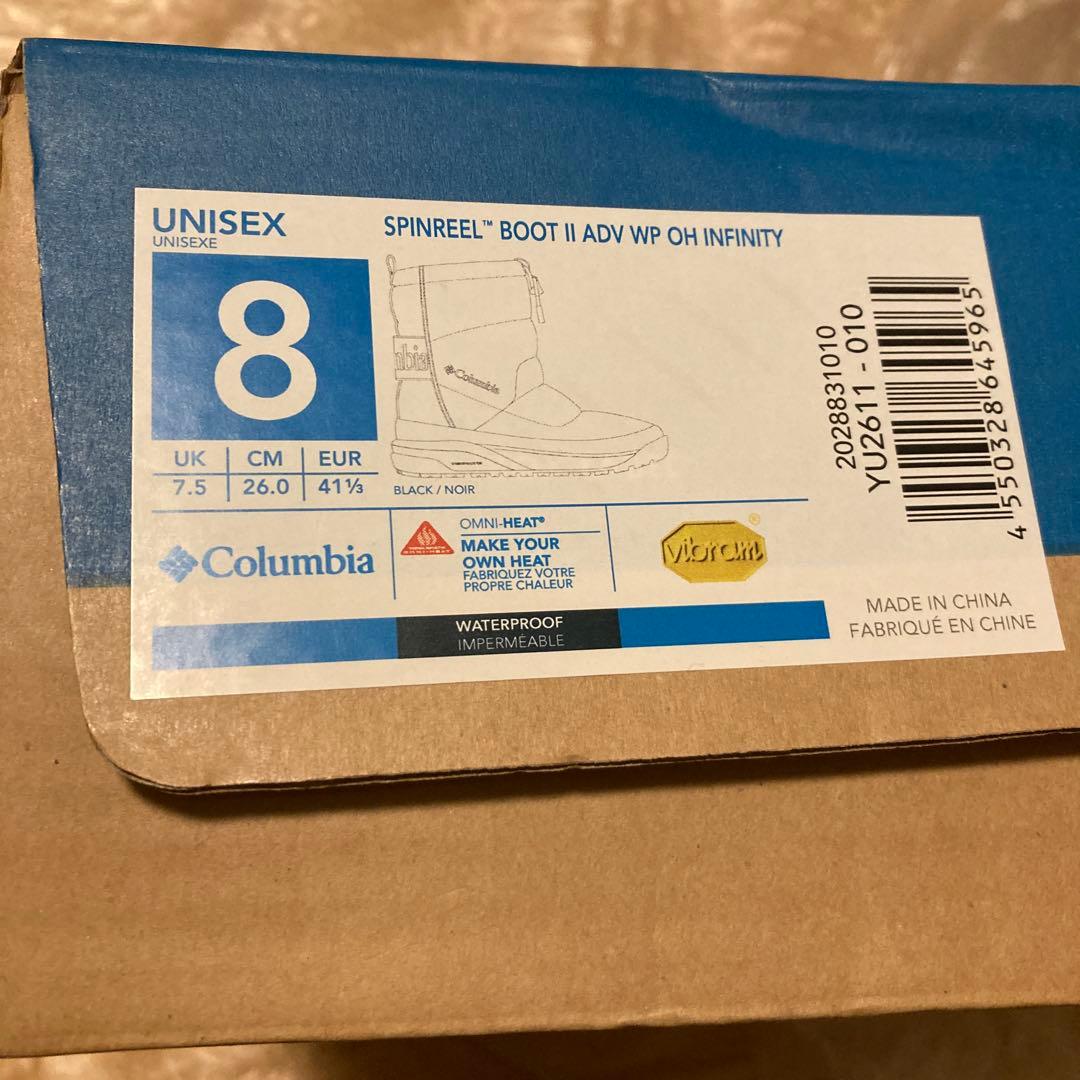 UNISEX
UNISEXE
SPINREEL™ BOOT II ADV WP OH INFINITY
8
UK CM EUR
7.5 26.0 41⅓
Columbia
BLACK / NOIR
2028831010
YU2611 - 010
4 550328 645965
Columbia
OMNI-HEAT®
MAKE YOUR
OWN HEAT
FABRIQUEZ VOTRE
PROPRE CHALEUR
vibram®
WATERPROOF
IMPERMÉABLE
MADE IN CHINA
FABRIQUÉ EN CHINE